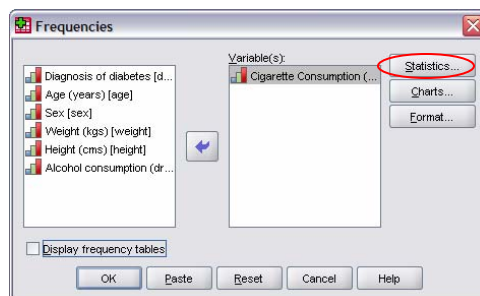 Frequencies
Variable(s):
Diagnosis of diabetes [d...
Age (years) [age]
Sex [sex]
Weight (kgs) [weight]
Height (cms) [height]
Alcohol consumption (dr...
Cigarette Consumption (...
Statistics...
Charts...
Format...
Display frequency tables
OK Paste Reset Cancel Help